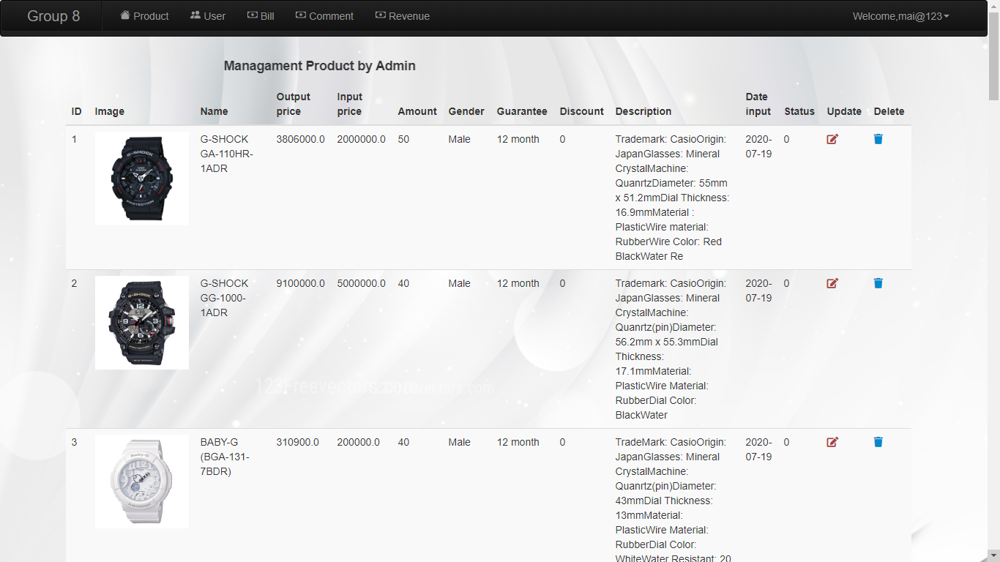 Group 8 Product User Bill Comment Revenue Welcome,mai@123
Managament Product by Admin
ID Image Name Output price Input price Amount Gender Guarantee Discount Description Date input Status Update Delete
1 G-SHOCK GA-110HR-1ADR 3806000.0 2000000.0 50 Male 12 month 0
Trademark: CasioOrigin:
JapanGlasses: Mineral
CrystalMachine:
QuanrtzDiameter: 55mm
x 51.2mmDial Thickness:
16.9mmMaterial :
PlasticWire material:
RubberWire Color: Red
BlackWater Re
2020-07-19 0
G-SHOCK
PROTECTION
2 G-SHOCK GG-1000-1ADR 9100000.0 5000000.0 40 Male 12 month 0
Trademark: CasioOrigin:
JapanGlasses: Mineral
CrystalMachine:
Quanrtz(pin)Diameter:
56.2mm x 55.3mmDial
Thickness:
17.1mmMaterial:
PlasticWire Material:
RubberDial Color:
BlackWater
2020-07-19 0
G-SHOCK
123Freevectors.com
3 BABY-G (BGA-131-7BDR) 310900.0 200000.0 40 Male 12 month 0
TradeMark: CasioOrigin:
JapanGlasses: Mineral
CrystalMachine:
Quanrtz(pin)Diameter:
43mmDial Thickness:
13mmMaterial:
PlasticWire Material:
RubberDial Color:
WhiteWater Resistant: 20
2020-07-19 0
Baby-G